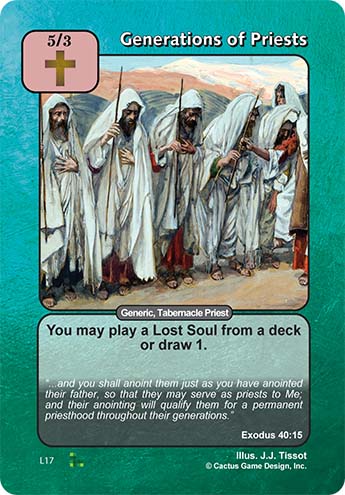 5/3
Generations of Priests
Generic, Tabernacle Priest
You may play a Lost Soul from a deck
or draw 1.
"...and you shall anoint them just as you have anointed
their father, so that they may serve as priests to Me;
and their anointing will qualify them for a permanent
priesthood throughout their generations."
Exodus 40:15
L17
Illus. J.J. Tissot
© Cactus Game Design, Inc.